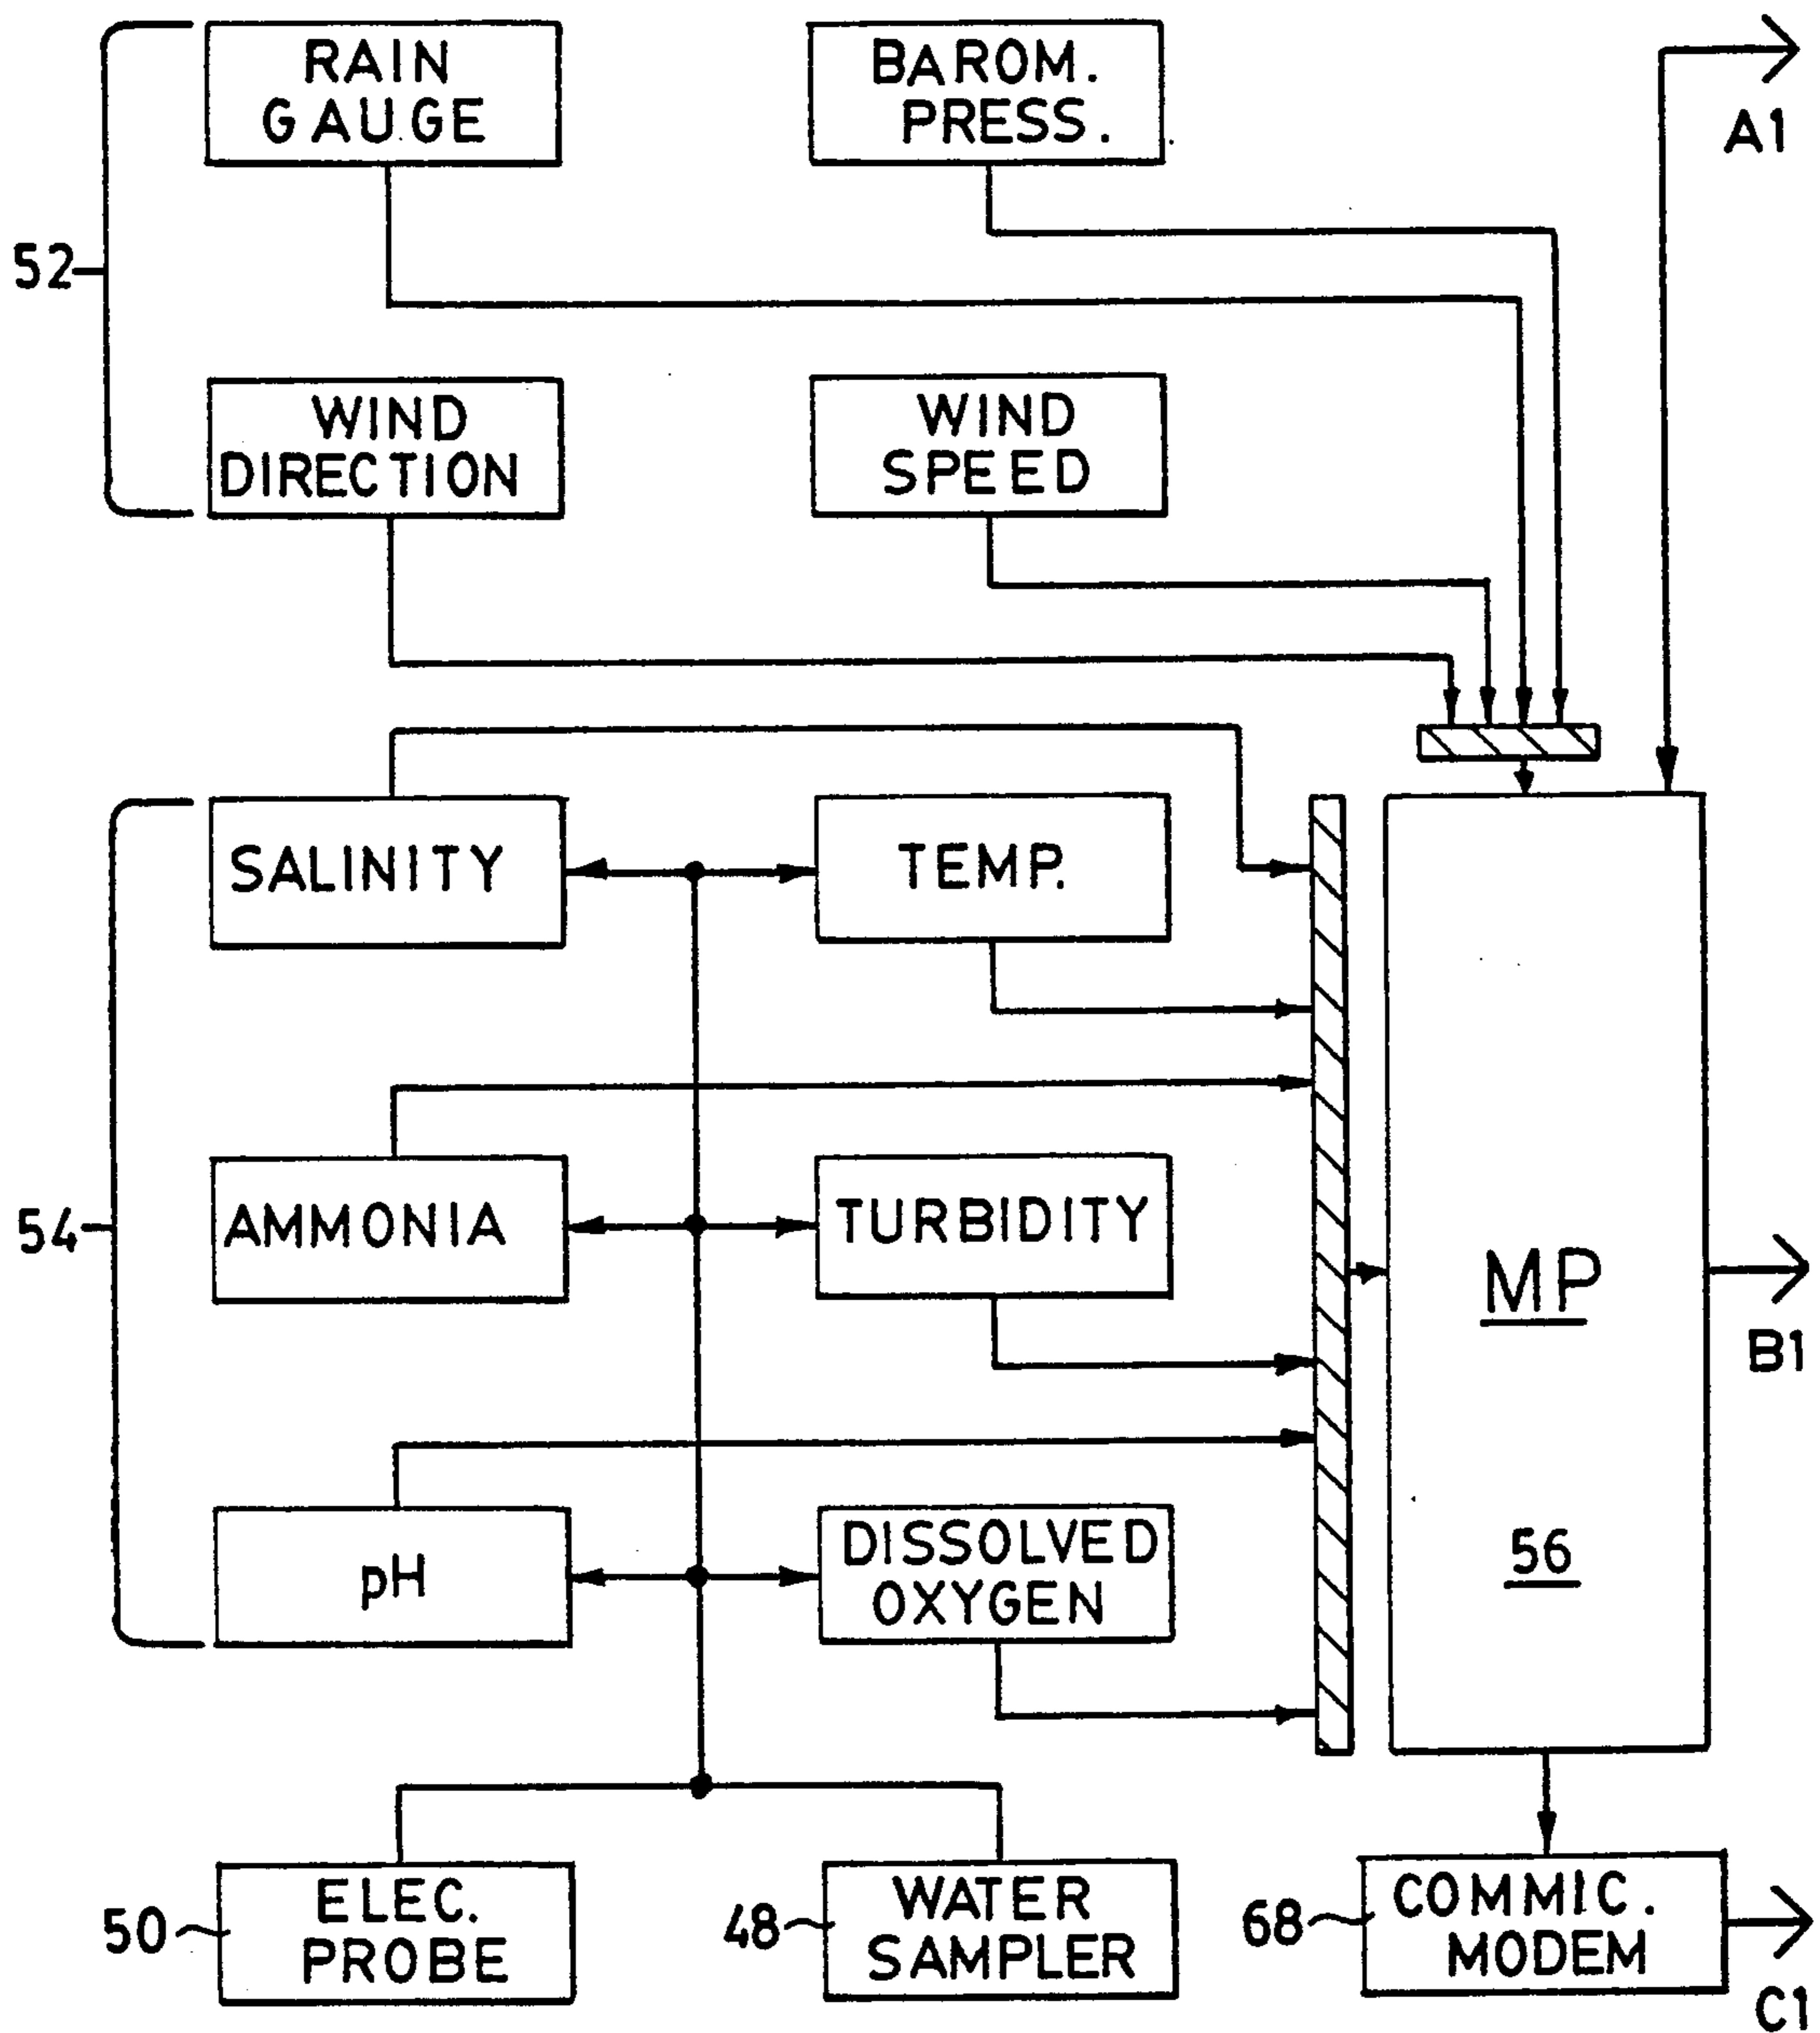 RAIN
GAUGE
BAROM.
PRESS.
A1
52
WIND
DIRECTION
WIND
SPEED
SALINITY
TEMP.
54
AMMONIA
TURBIDITY
MP
B1
pH
DISSOLVED
OXYGEN
56
50
ELEC.
PROBE
48
WATER
SAMPLER
68
COMMIC.
MODEM
C1